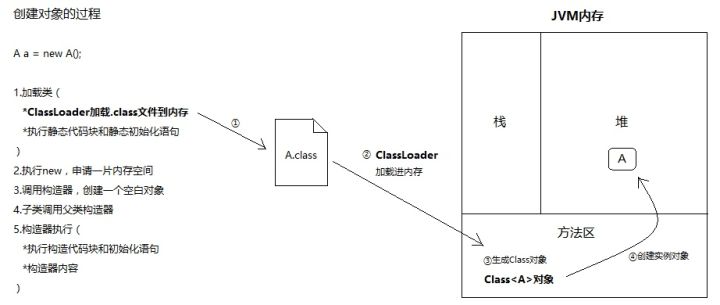 创建对象的过程
A a = new A();
1.加载类（
*ClassLoader加载.class文件到内存
*执行静态代码块和静态初始化语句
）
2.执行new，申请一片内存空间
3.调用构造器，创建一个空白对象
4.子类调用父类构造器
5.构造器执行（
*执行构造代码块和初始化语句
*构造器内容
）
①
A.class
② ClassLoader
加载进内存
JVM内存
栈
堆
A
方法区
③生成Class对象
Class<A>对象
④创建实例对象